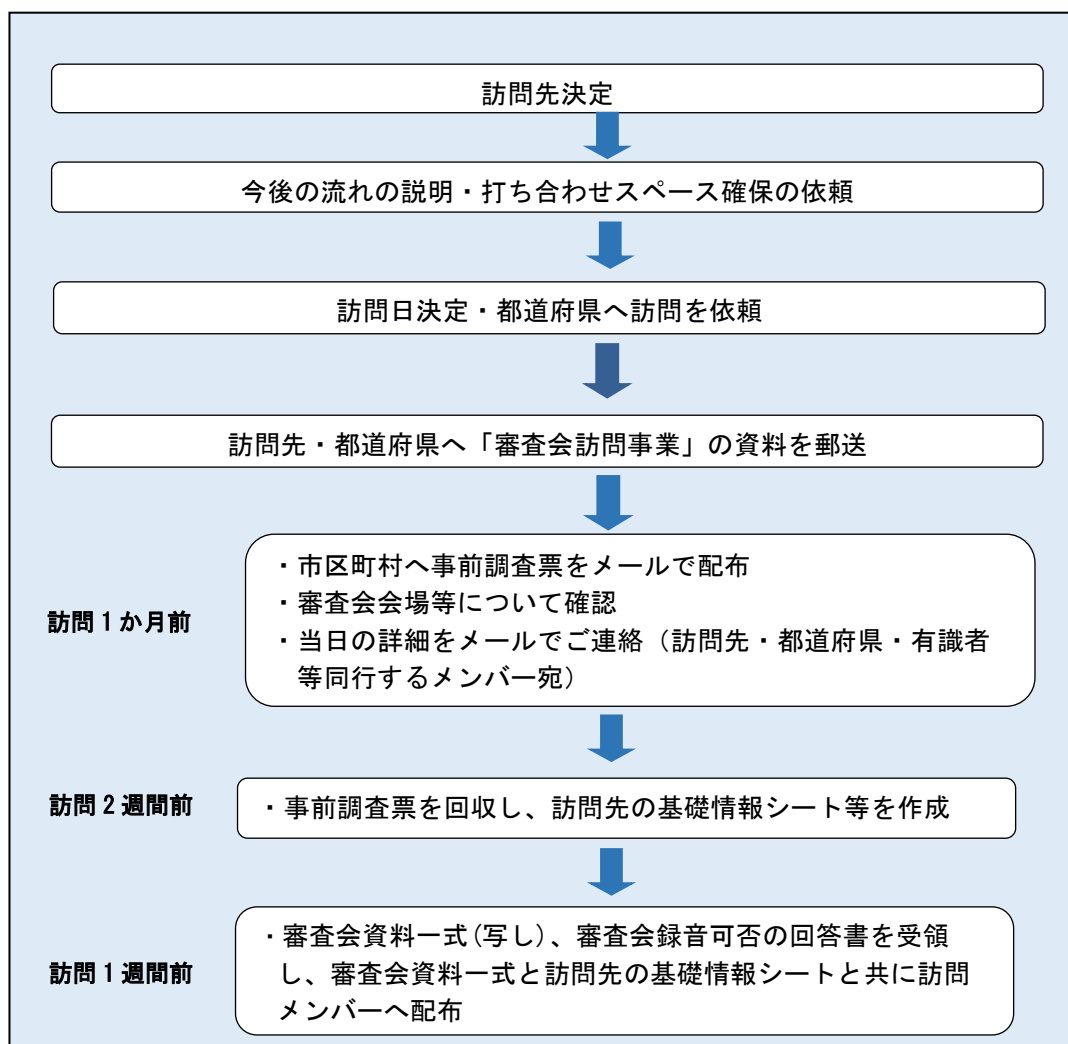 訪問先決定
今後の流れの説明・打ち合わせスペース確保の依頼
訪問日決定・都道府県へ訪問を依頼
訪問先・都道府県へ「審査会訪問事業」の資料を郵送
訪問１か月前
・市区町村へ事前調査票をメールで配布
・審査会会場等について確認
・当日の詳細をメールでご連絡（訪問先・都道府県・有識者
等同行するメンバー宛）
訪問２週間前
・事前調査票を回収し、訪問先の基礎情報シート等を作成
訪問１週間前
・審査会資料一式(写し)、審査会録音可否の回答書を受領
し、審査会資料一式と訪問先の基礎情報シートと共に訪問
メンバーへ配布